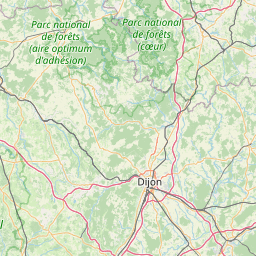 Parc national
de forêts
(aire optimum
d'adhésion)
Parc national
de forêts
(cœur)
Dijon